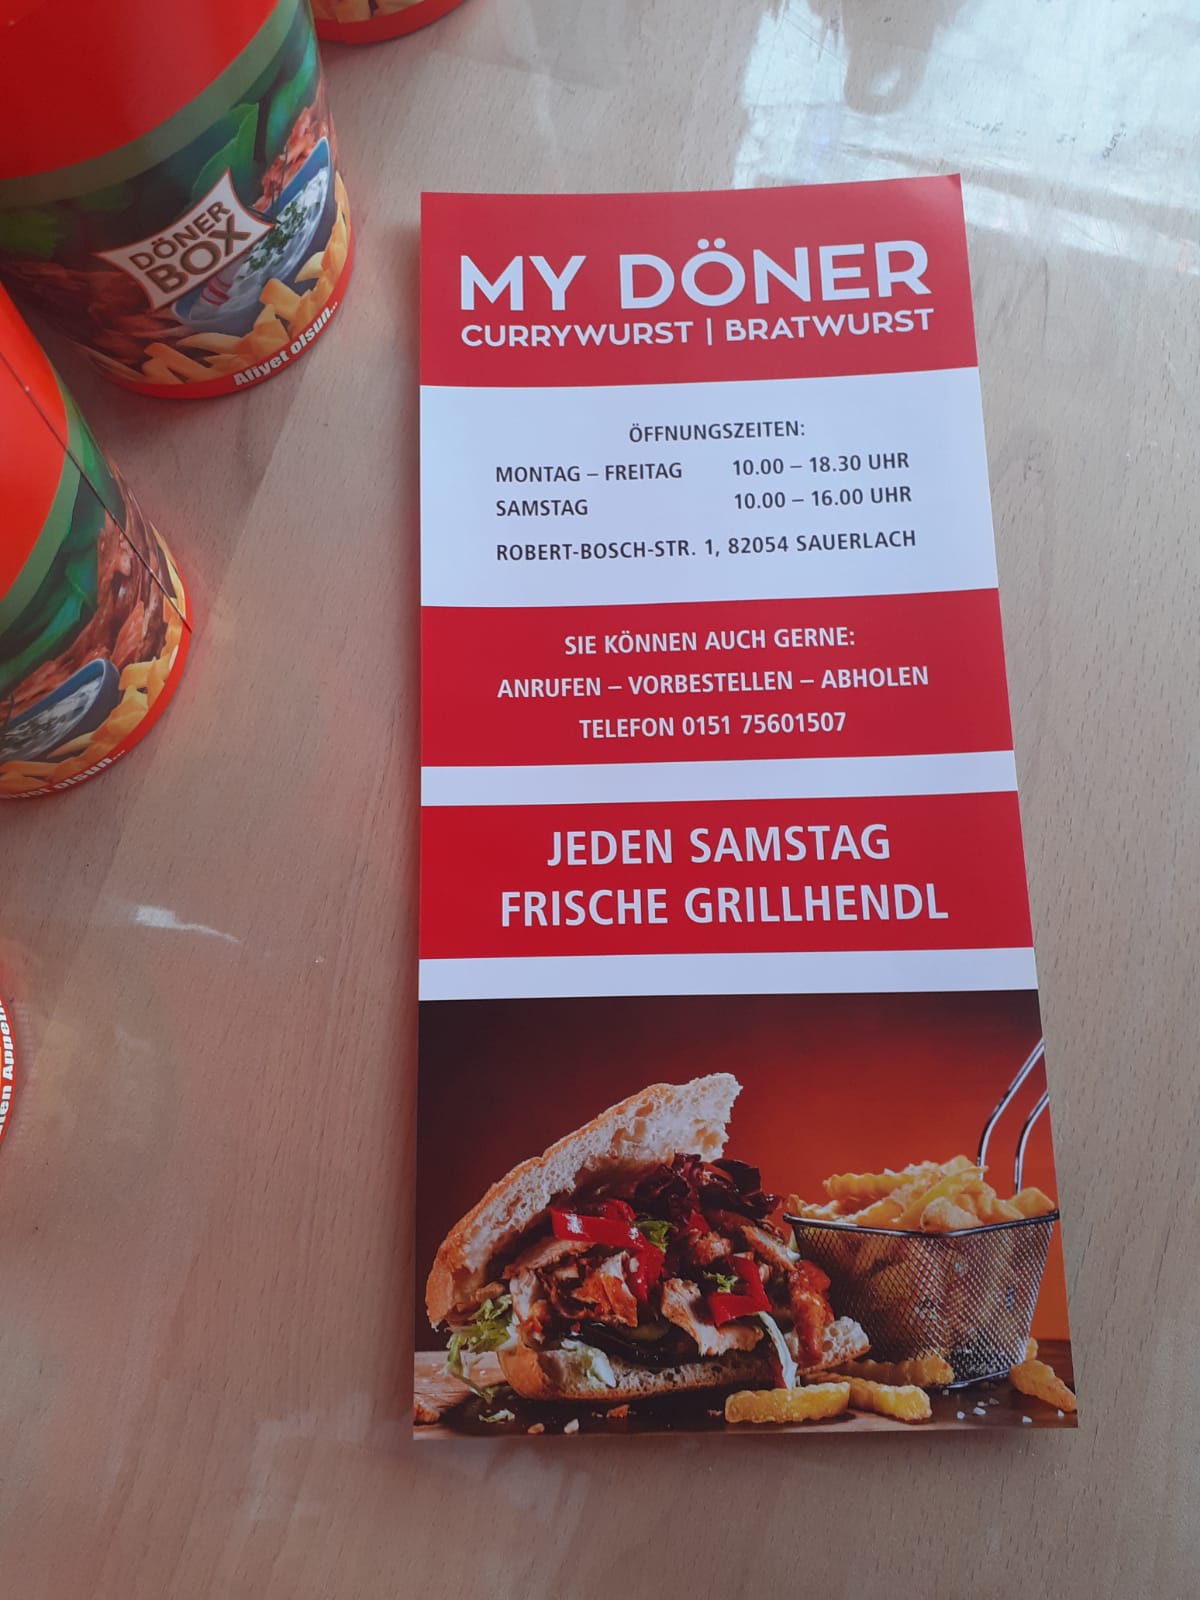 DÖNER
BOX
Afiyet olsun...
MY DÖNER
CURRYWURST | BRATWURST
ÖFFNUNGSZEITEN:
MONTAG – FREITAG 10.00 – 18.30 UHR
SAMSTAG 10.00 – 16.00 UHR
ROBERT-BOSCH-STR. 1, 82054 SAUERLACH
SIE KÖNNEN AUCH GERNE:
ANRUFEN – VORBESTELLEN – ABHOLEN
TELEFON 0151 75601507
JEDEN SAMSTAG
FRISCHE GRILLHENDL
olsun...